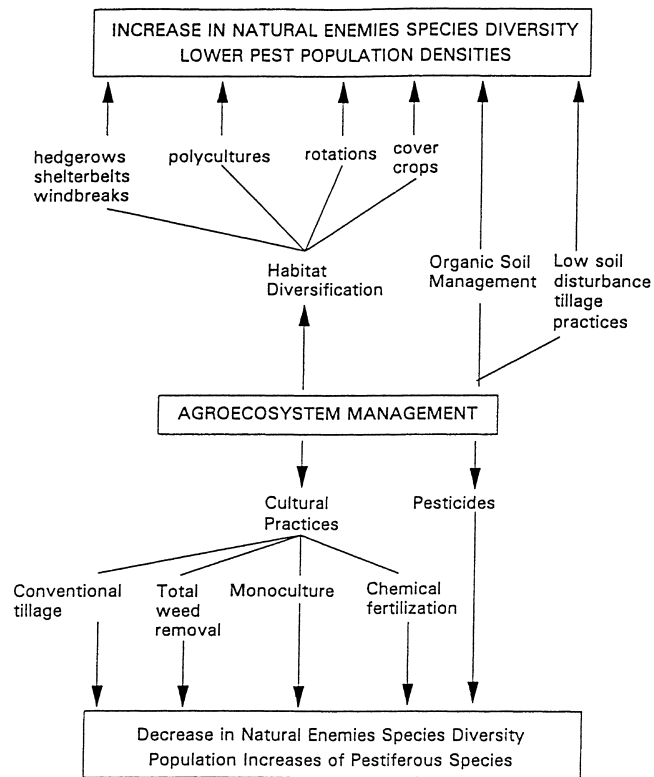 INCREASE IN NATURAL ENEMIES SPECIES DIVERSITY
LOWER PEST POPULATION DENSITIES
hedgerows
shelterbelts
windbreaks
polycultures
rotations
cover
crops
Habitat
Diversification
Organic Soil
Management
Low soil
disturbance
tillage
practices
AGROECOSYSTEM MANAGEMENT
Cultural
Practices
Pesticides
Conventional
tillage
Total
weed
removal
Monoculture
Chemical
fertilization
Decrease in Natural Enemies Species Diversity
Population Increases of Pestiferous Species